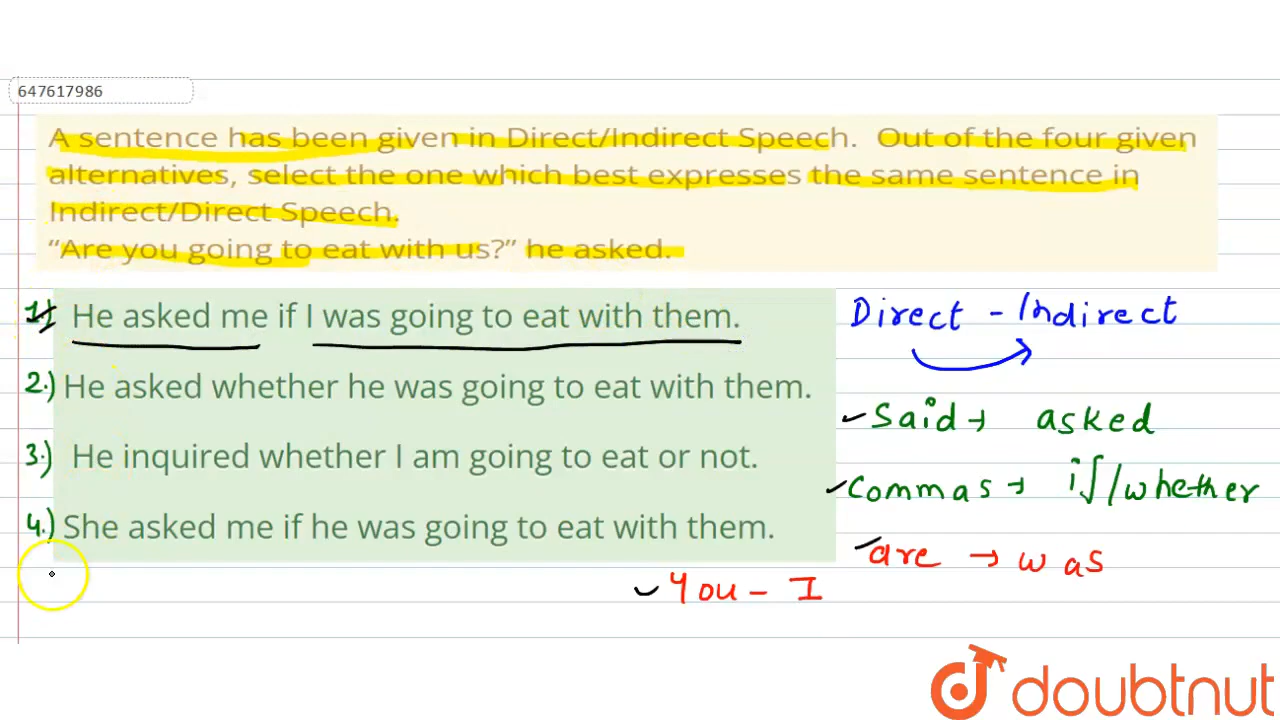 647617986
A sentence has been given in Direct/Indirect Speech. Out of the four given
alternatives, select the one which best expresses the same sentence in
Indirect/Direct Speech.
“Are you going to eat with us?” he asked.
1.) He asked me if I was going to eat with them.
2.) He asked whether he was going to eat with them.
3.) He inquired whether I am going to eat or not.
4.) She asked me if he was going to eat with them.
Direct - Indirect
Said → asked
Commas → if/whether
are → was
You - I
doubtnut